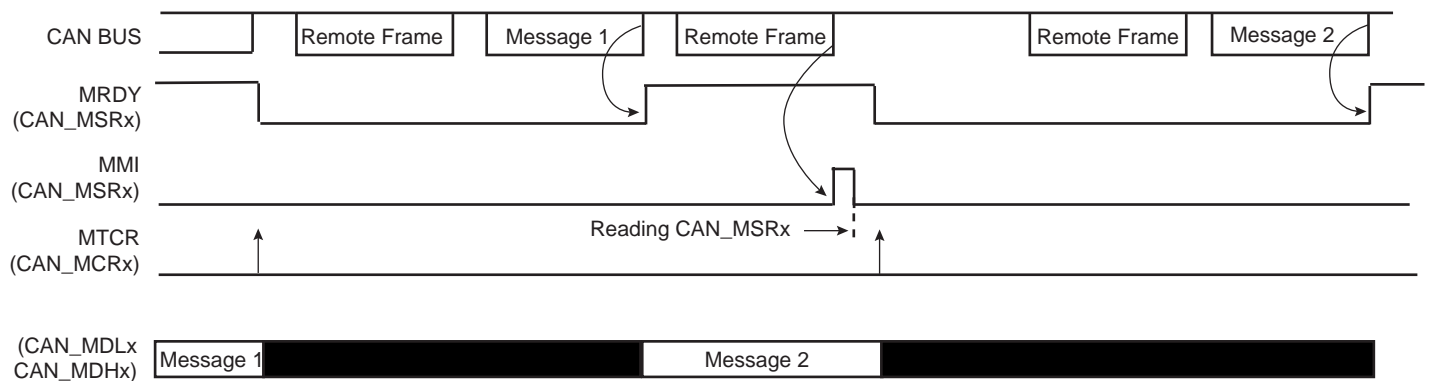 CAN BUS
Remote Frame
Message 1
Remote Frame
Remote Frame
Message 2
MRDY
(CAN_MSRx)
MMI
(CAN_MSRx)
Reading CAN_MSRx
MTCR
(CAN_MCRx)
(CAN_MDLx
CAN_MDHx)
Message 1
Message 2